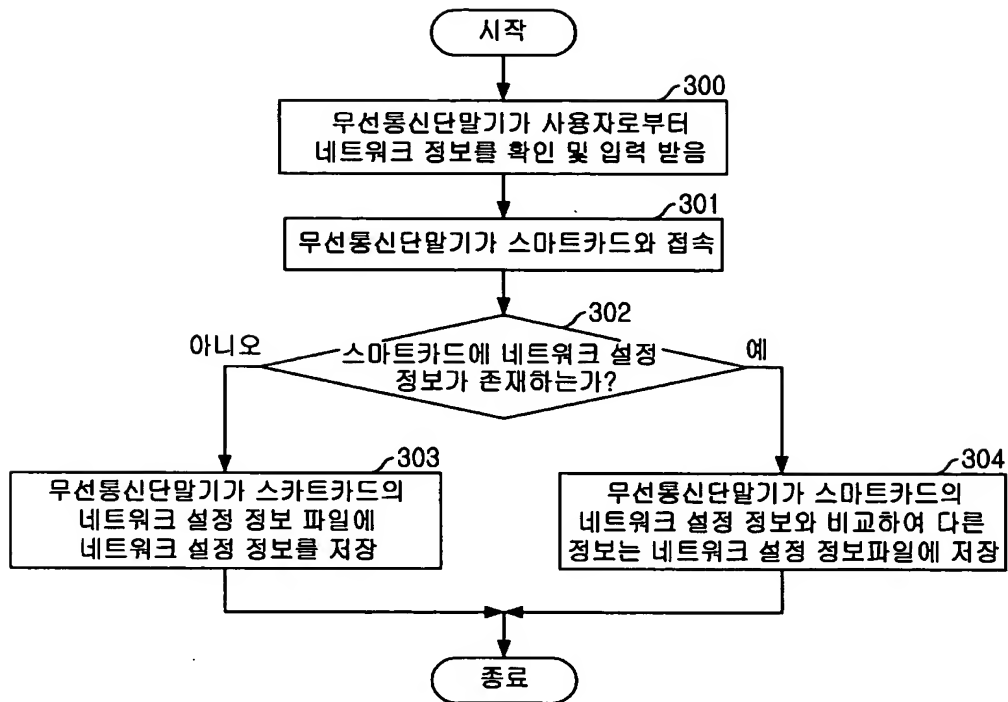 시작
300
무선통신단말기가 사용자로부터
네트워크 정보를 확인 및 입력 받음
301
무선통신단말기가 스마트카드와 접속
302
아니오
스마트카드에 네트워크 설정
정보가 존재하는가?
예
303
무선통신단말기가 스카트카드의
네트워크 설정 정보 파일에
네트워크 설정 정보를 저장
304
무선통신단말기가 스마트카드의
네트워크 설정 정보와 비교하여 다른
정보는 네트워크 설정 정보파일에 저장
종료